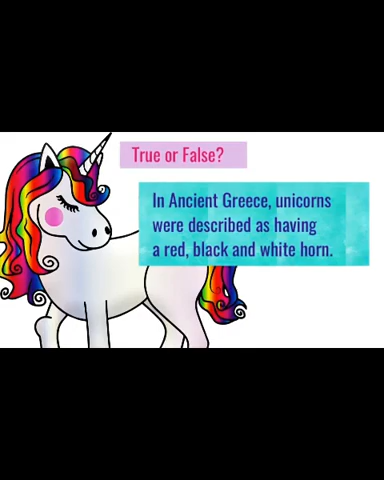 True or False?
In Ancient Greece, unicorns
were described as having
a red, black and white horn.